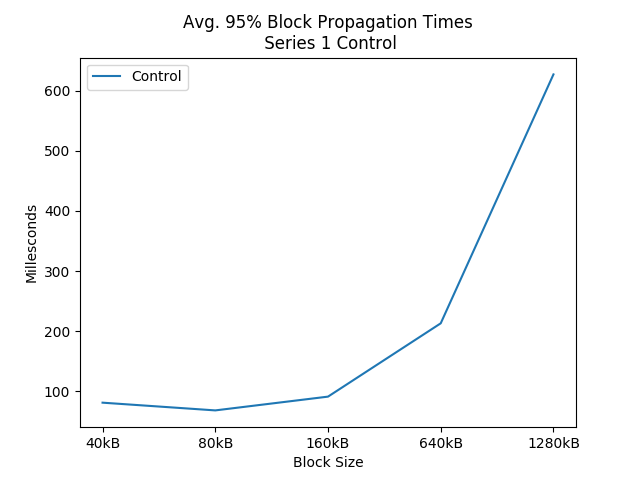 Avg. 95% Block Propagation Times
Series 1 Control
Control
600
500
400
300
200
100
Millesconds
40kB 80kB 160kB 640kB 1280kB
Block Size